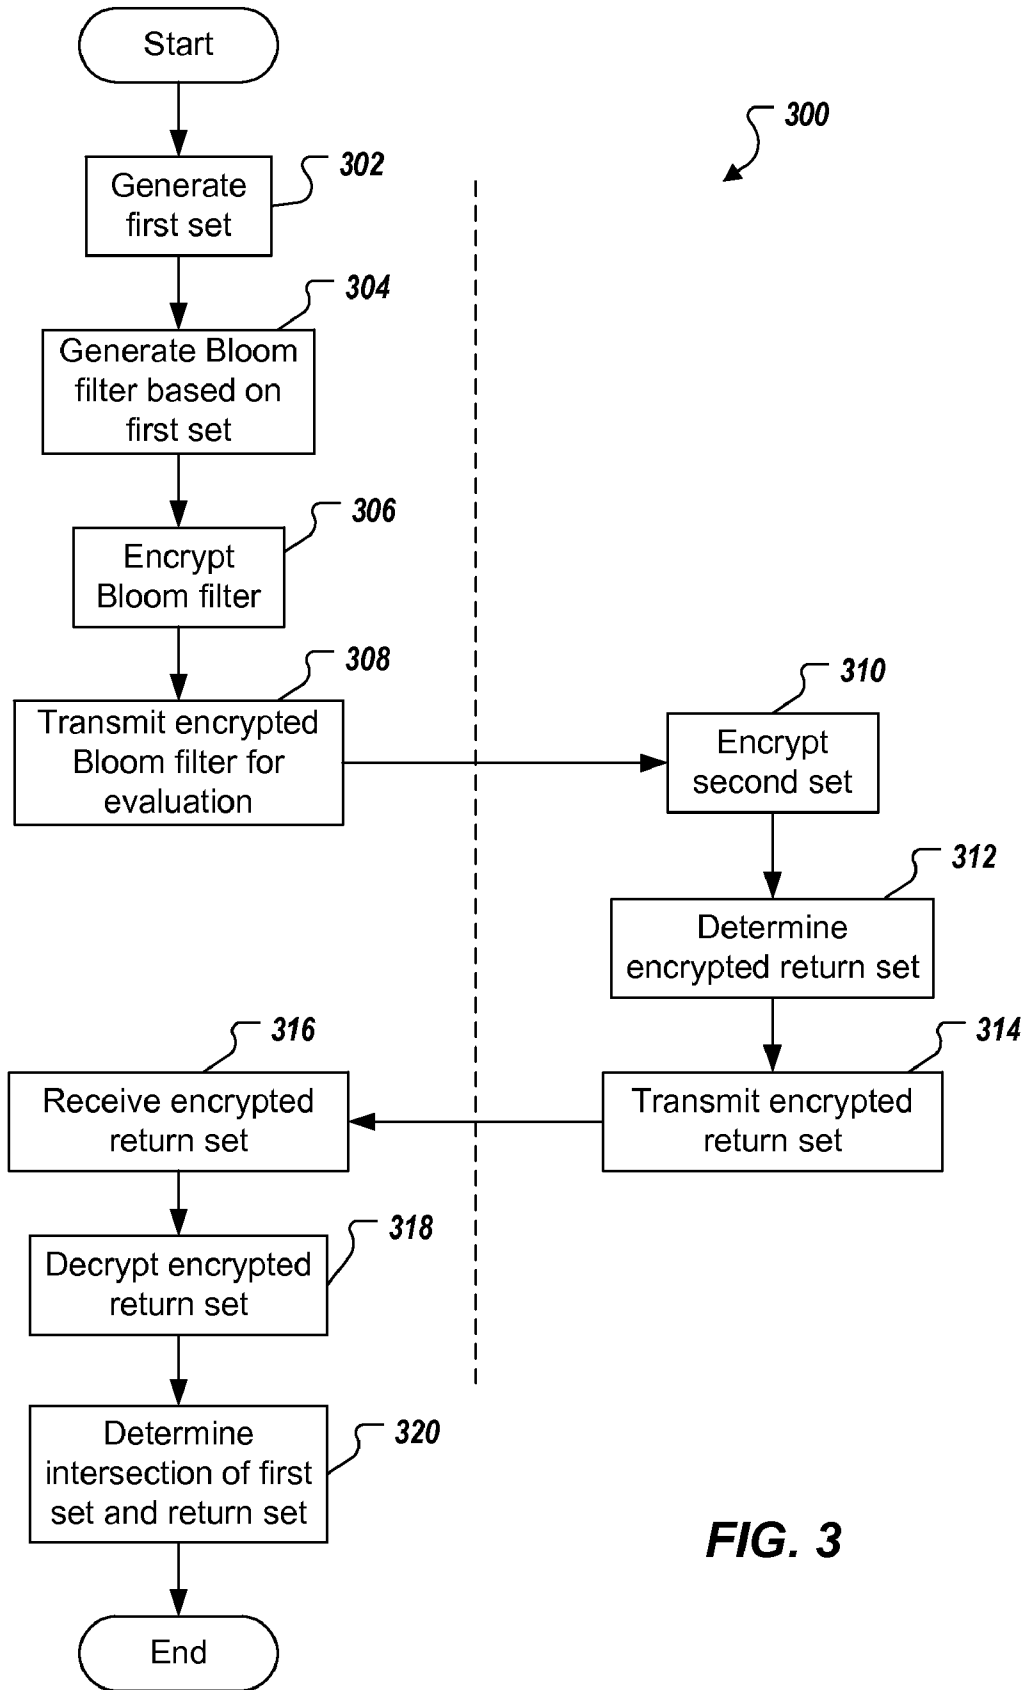 Start
300
302
Generate
first set
304
Generate Bloom
filter based on
first set
306
Encrypt
Bloom filter
308
Transmit encrypted
Bloom filter for
evaluation
310
Encrypt
second set
312
Determine
encrypted return set
314
Transmit encrypted
return set
316
Receive encrypted
return set
318
Decrypt encrypted
return set
320
Determine
intersection of first
set and return set
End
FIG. 3